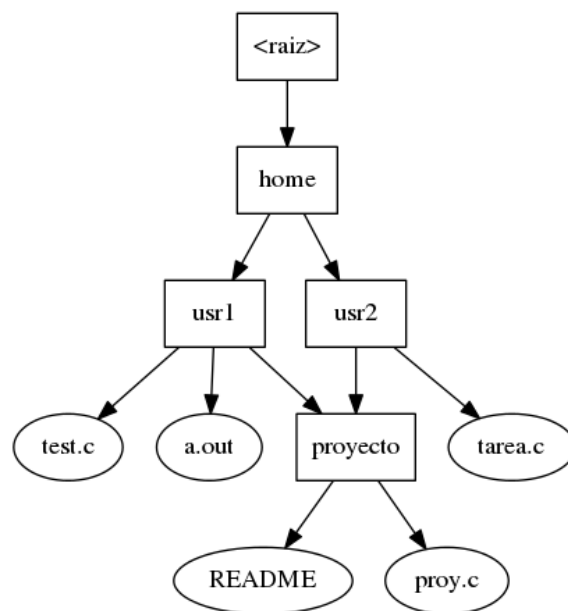 <raiz>
home
usr1
usr2
test.c
a.out
proyecto
tarea.c
README
proy.c